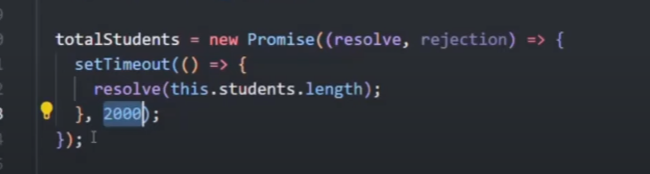 totalStudents = new Promise((resolve, rejection) => {
setTimeout(() => {
resolve(this.students.length);
}, 2000);
});